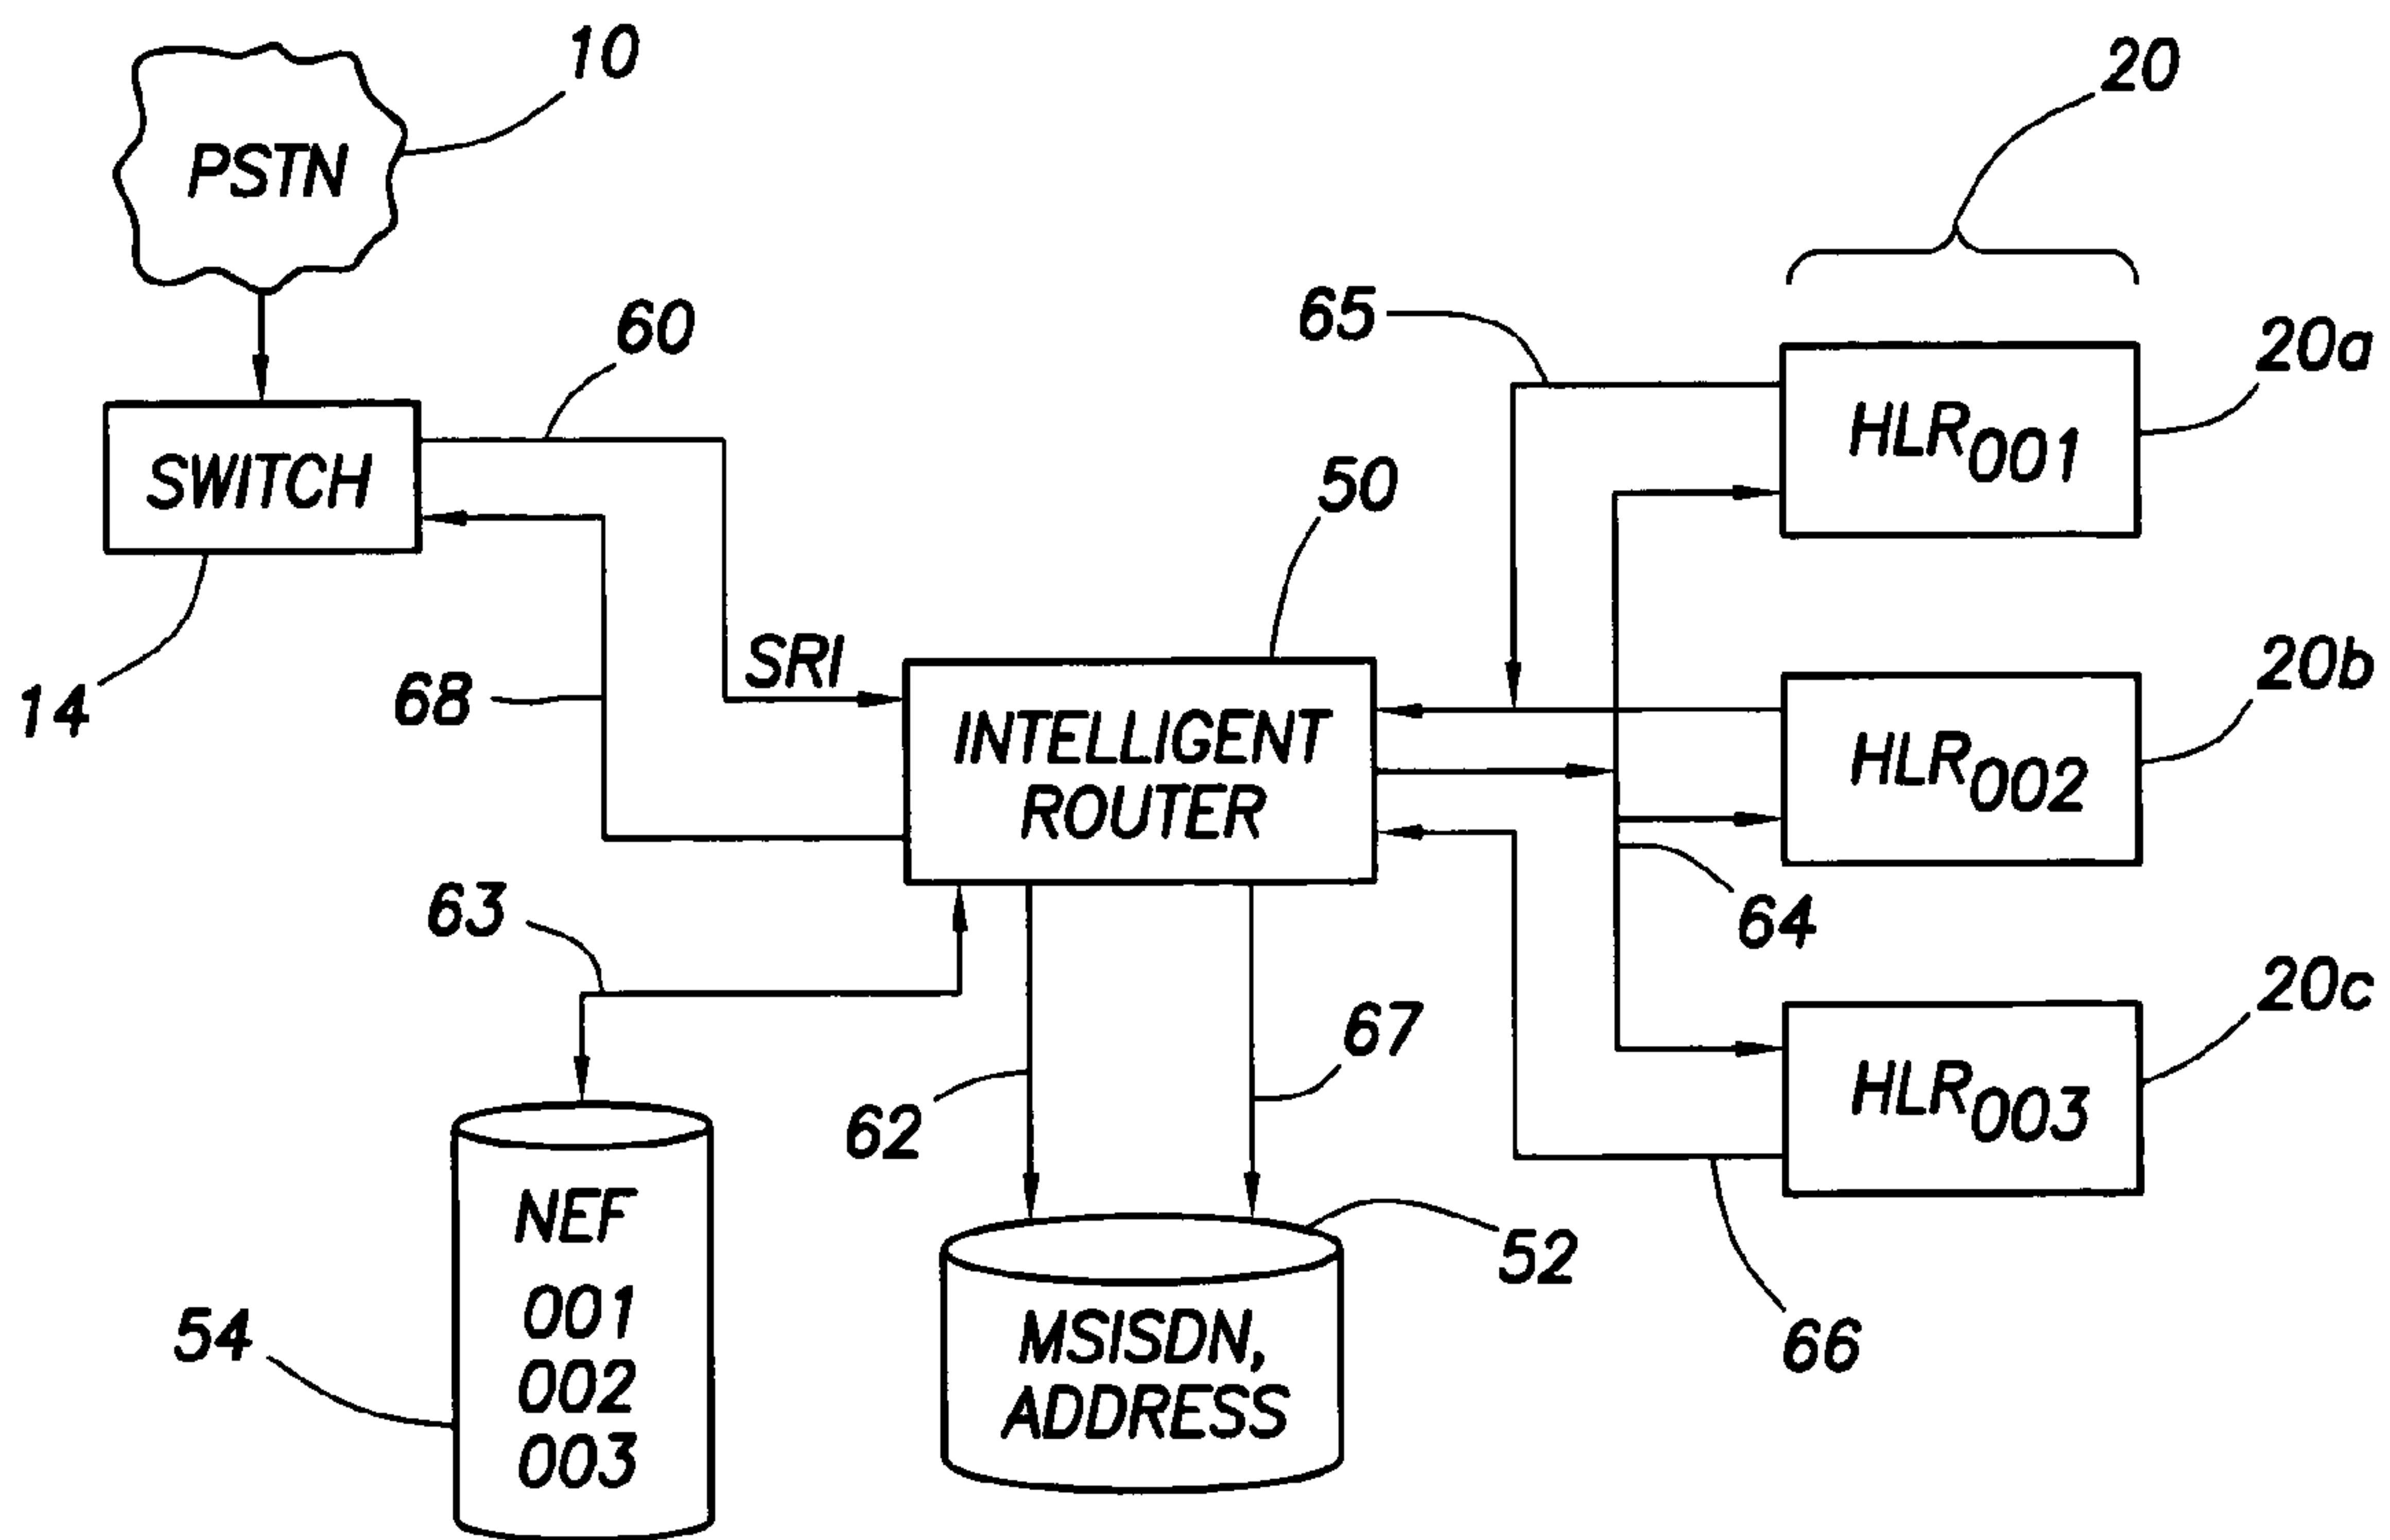 10
20
PSTN
60
65
20a
HLR001
SWITCH
50
14
68
SRI
20b
INTELLIGENT
ROUTER
HLR002
63
64
20c
67
62
HLR003
NEF
52
54
001
MSISDN,
66
002
ADDRESS
003